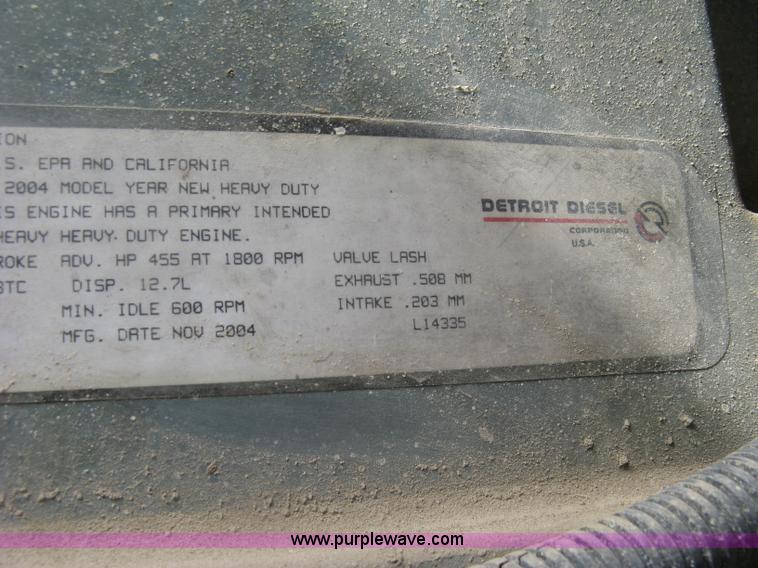 ION
S. EPA AND CALIFORNIA
2004 MODEL YEAR NEW HEAVY DUTY
IS ENGINE HAS A PRIMARY INTENDED
HEAVY HEAVY DUTY ENGINE.
ROKE ADV. HP 455 AT 1800 RPM VALVE LASH
BTC DISP. 12.7L EXHAUST .508 MM
MIN. IDLE 600 RPM INTAKE .203 MM
MFG. DATE NOV 2004 L14335
DETROIT DIESEL
CORPORATION
U.S.A.
www.purplewave.com